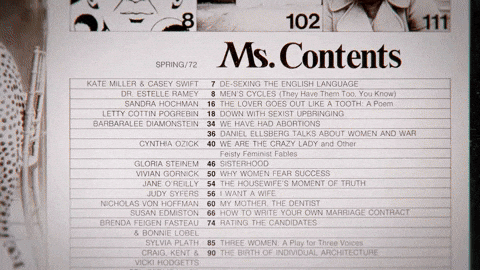 8
102
111
SPRING/72
Ms. Contents
KATE MILLER & CASEY SWIFT 7 DE-SEXING THE ENGLISH LANGUAGE
DR. ESTELLE RAMEY 8 MEN'S CYCLES (They Have Them Too, You Know)
SANDRA HOCHMAN 16 THE LOVER GOES OUT LIKE A TOOTH: A Poem
LETTY COTTIN POGREBIN 18 DOWN WITH SEXIST UPBRINGING
BARBARALEE DIAMONSTEIN 34 WE HAVE HAD ABORTIONS
36 DANIEL ELLSBERG TALKS ABOUT WOMEN AND WAR
CYNTHIA OZICK 40 WE ARE THE CRAZY LADY and Other
Feisty Feminist Fables
GLORIA STEINEM 46 SISTERHOOD
VIVIAN GORNICK 50 WHY WOMEN FEAR SUCCESS
JANE O'REILLY 54 THE HOUSEWIFE'S MOMENT OF TRUTH
JUDY SYFERS 56 I WANT A WIFE
NICHOLAS VON HOFFMAN 60 MY MOTHER, THE DENTIST
SUSAN EDMISTON 66 HOW TO WRITE YOUR OWN MARRIAGE CONTRACT
BRENDA FEIGEN FASTEAU 74 RATING THE CANDIDATES
& BONNIE LOBEL
SYLVIA PLATH 85 THREE WOMEN: A Play for Three Voices
CRAIG, KENT & 90 THE BIRTH OF INDIVIDUAL ARCHITECTURE
VICKI HODGETTS